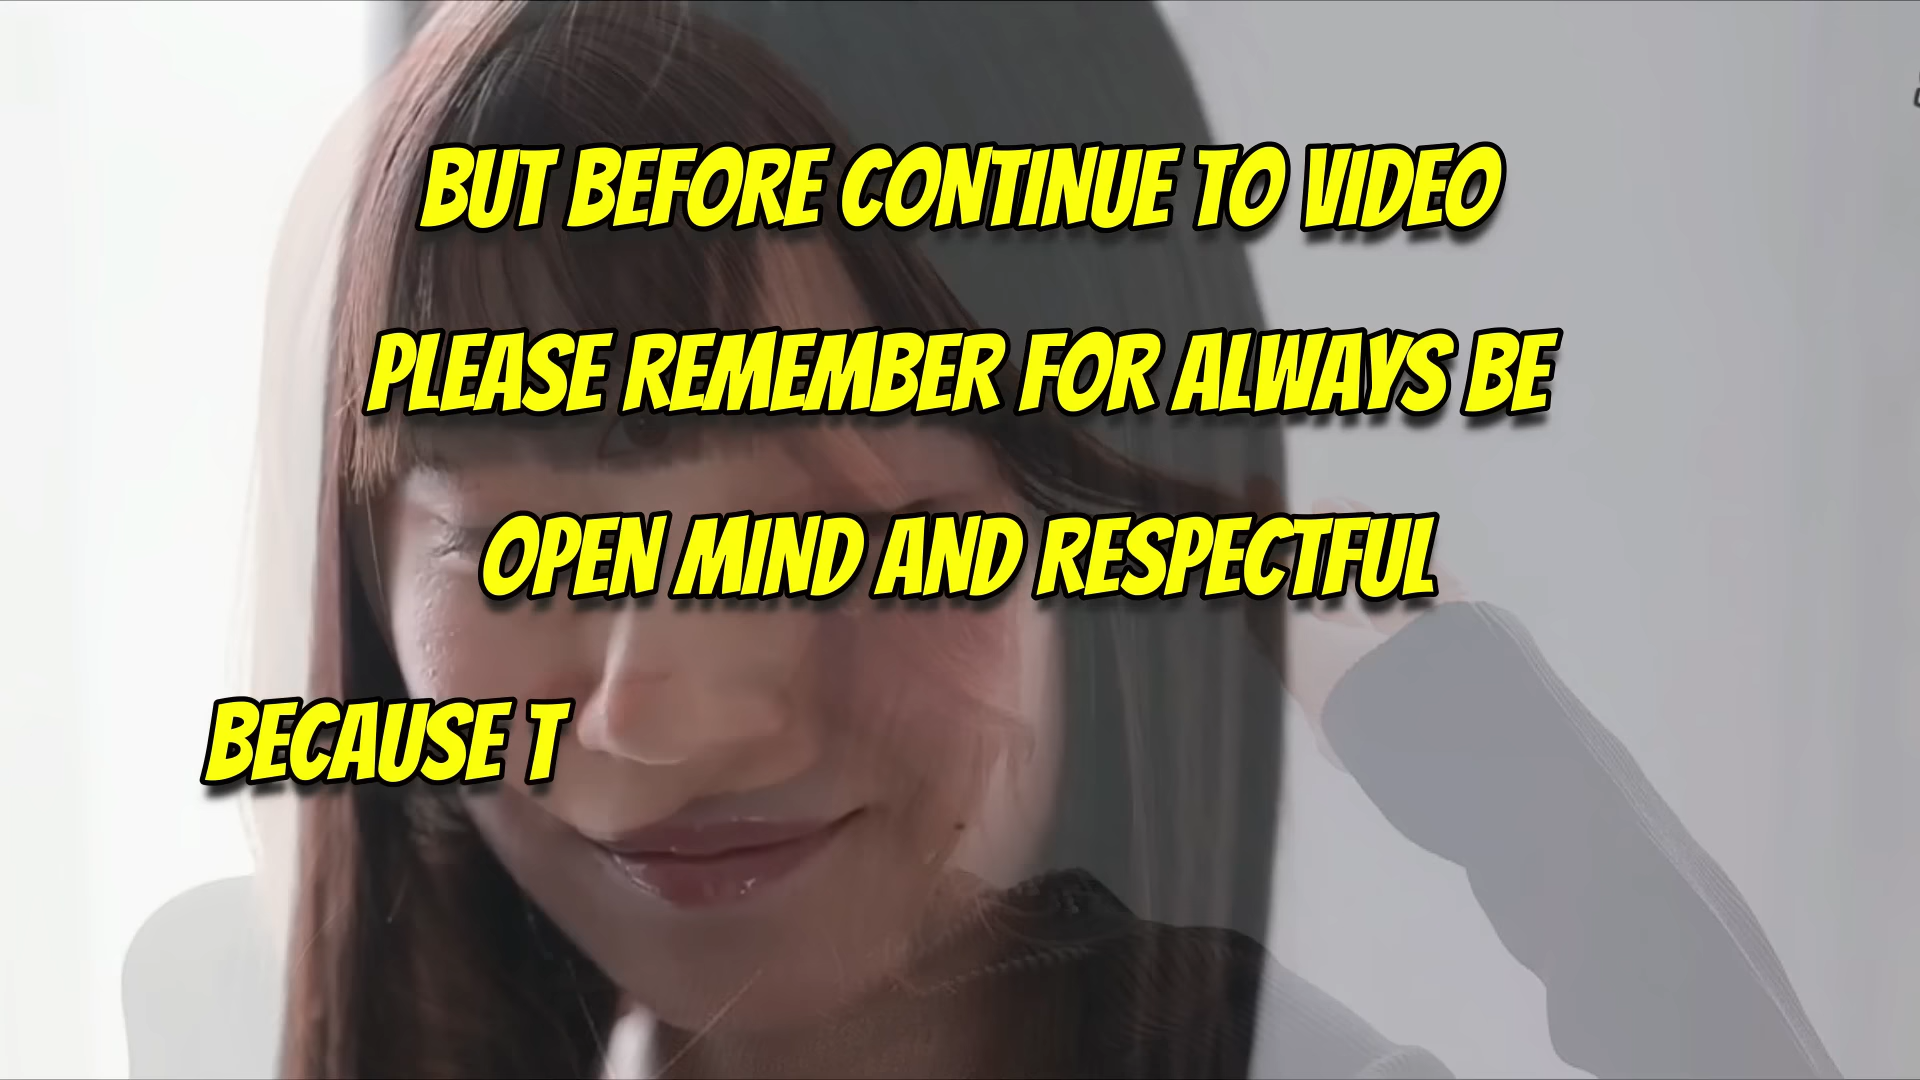 BUT BEFORE CONTINUE TO VIDEO
PLEASE REMEMBER FOR ALWAYS BE
OPEN MIND AND RESPECTFUL
BECAUSE T